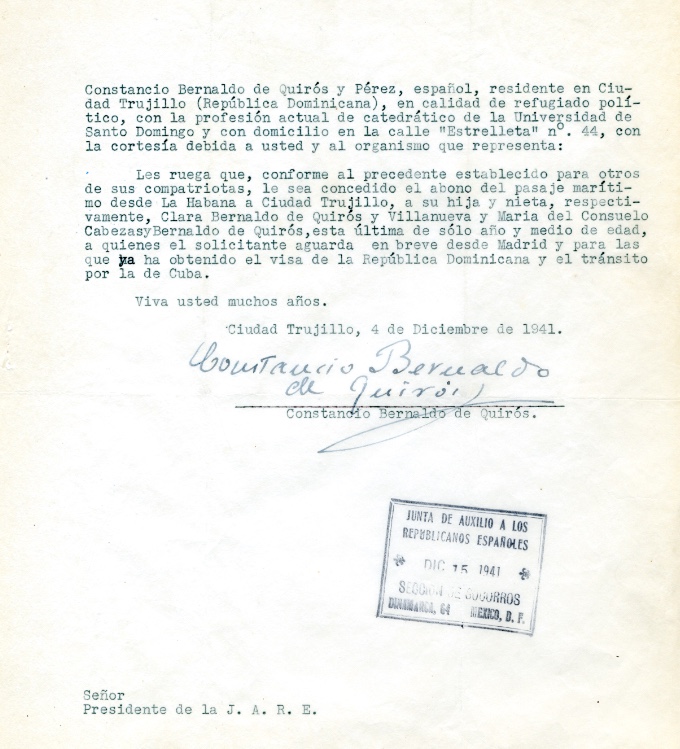 Constancio Bernaldo de Quirós y Pérez, español, residente en Ciu-
dad Trujillo (República Dominicana), en calidad de refugiado polí-
tico, con la profesión actual de catedrático de la Universidad de
Santo Domingo y con domicilio en la calle "Estrelleta" nº. 44, con
la cortesía debida a usted y al organismo que representa:
Les ruega que, conforme al precedente establecido para otros
de sus compatriotas, le sea concedido el abono del pasaje maríti-
mo desde La Habana a Ciudad Trujillo, a su hija y nieta, respecti-
vamente, Clara Bernaldo de Quirós y Villanueva y Maria del Consuelo
CabezasyBernaldo de Quirós,esta última de sólo año y medio de edad,
a quienes el solicitante aguarda en breve desde Madrid y para las
que ya ha obtenido el visa de la República Dominicana y el tránsito
por la de Cuba.
Viva usted muchos años.
Ciudad Trujillo, 4 de Diciembre de 1941.
Constancio Bernaldo
de Quirós
Constancio Bernaldo de Quirós.
JUNTA DE AUXILIO A LOS
REPUBLICANOS ESPAÑOLES
DIC 15 1941
SECCION DE SOCORROS
DINAMARCA, 64 MEXICO, D. F.
Señor
Presidente de la J. A. R. E.